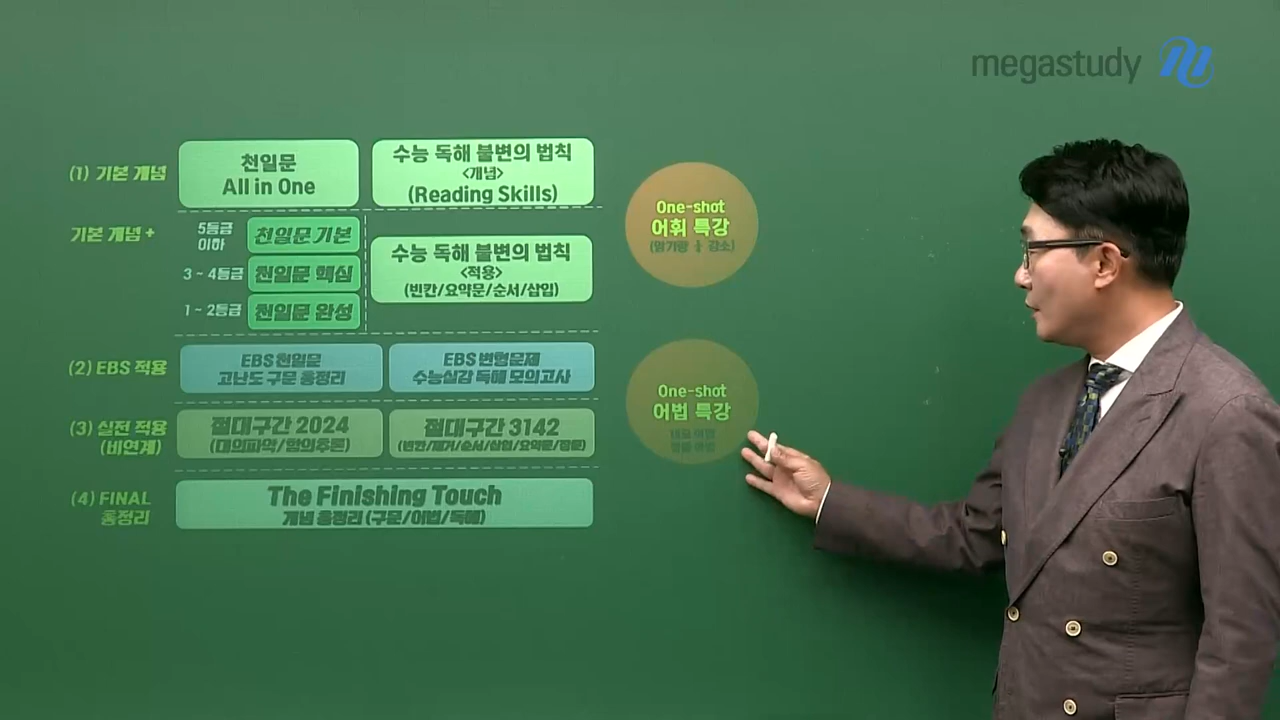 megastudy
(1) 기본 개념
천일문
All in One
수능 독해 불변의 법칙
<개념>
(Reading Skills)
기본 개념 +
5등급
이하
천일문 기본
3 ~ 4등급
천일문 핵심
1 ~ 2등급
천일문 완성
수능 독해 불변의 법칙
<적용>
(빈칸/요약문/순서/삽입)
One-shot
어휘 특강
(2) EBS 적용
EBS 천일문
고난도 구문 총정리
EBS 변형문제
수능실감 독해 모의고사
(3) 실전 적용
(비연계)
절대구간 2024
(대의파악/함의추론)
절대구간 3142
(빈칸/제거/순서/삽입/요약문/장문)
One-shot
어법 특강
(4) FINAL
총정리
The Finishing Touch
개념 총정리 (구문/어법/독해)